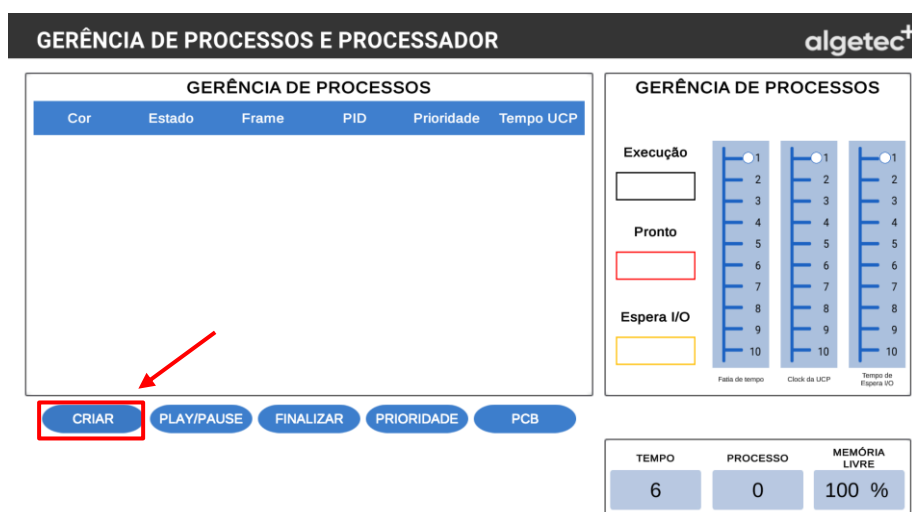 GERÊNCIA DE PROCESSOS E PROCESSADOR
algetec+
GERÊNCIA DE PROCESSOS
Cor Estado Frame PID Prioridade Tempo UCP
CRIAR PLAY/PAUSE FINALIZAR PRIORIDADE PCB
GERÊNCIA DE PROCESSOS
Execução
Pronto
Espera I/O
1
2
3
4
5
6
7
8
9
10
Fatia de tempo
1
2
3
4
5
6
7
8
9
10
Clock da UCP
1
2
3
4
5
6
7
8
9
10
Tempo de
Espera I/O
TEMPO
6
PROCESSO
0
MEMÓRIA
LIVRE
100 %